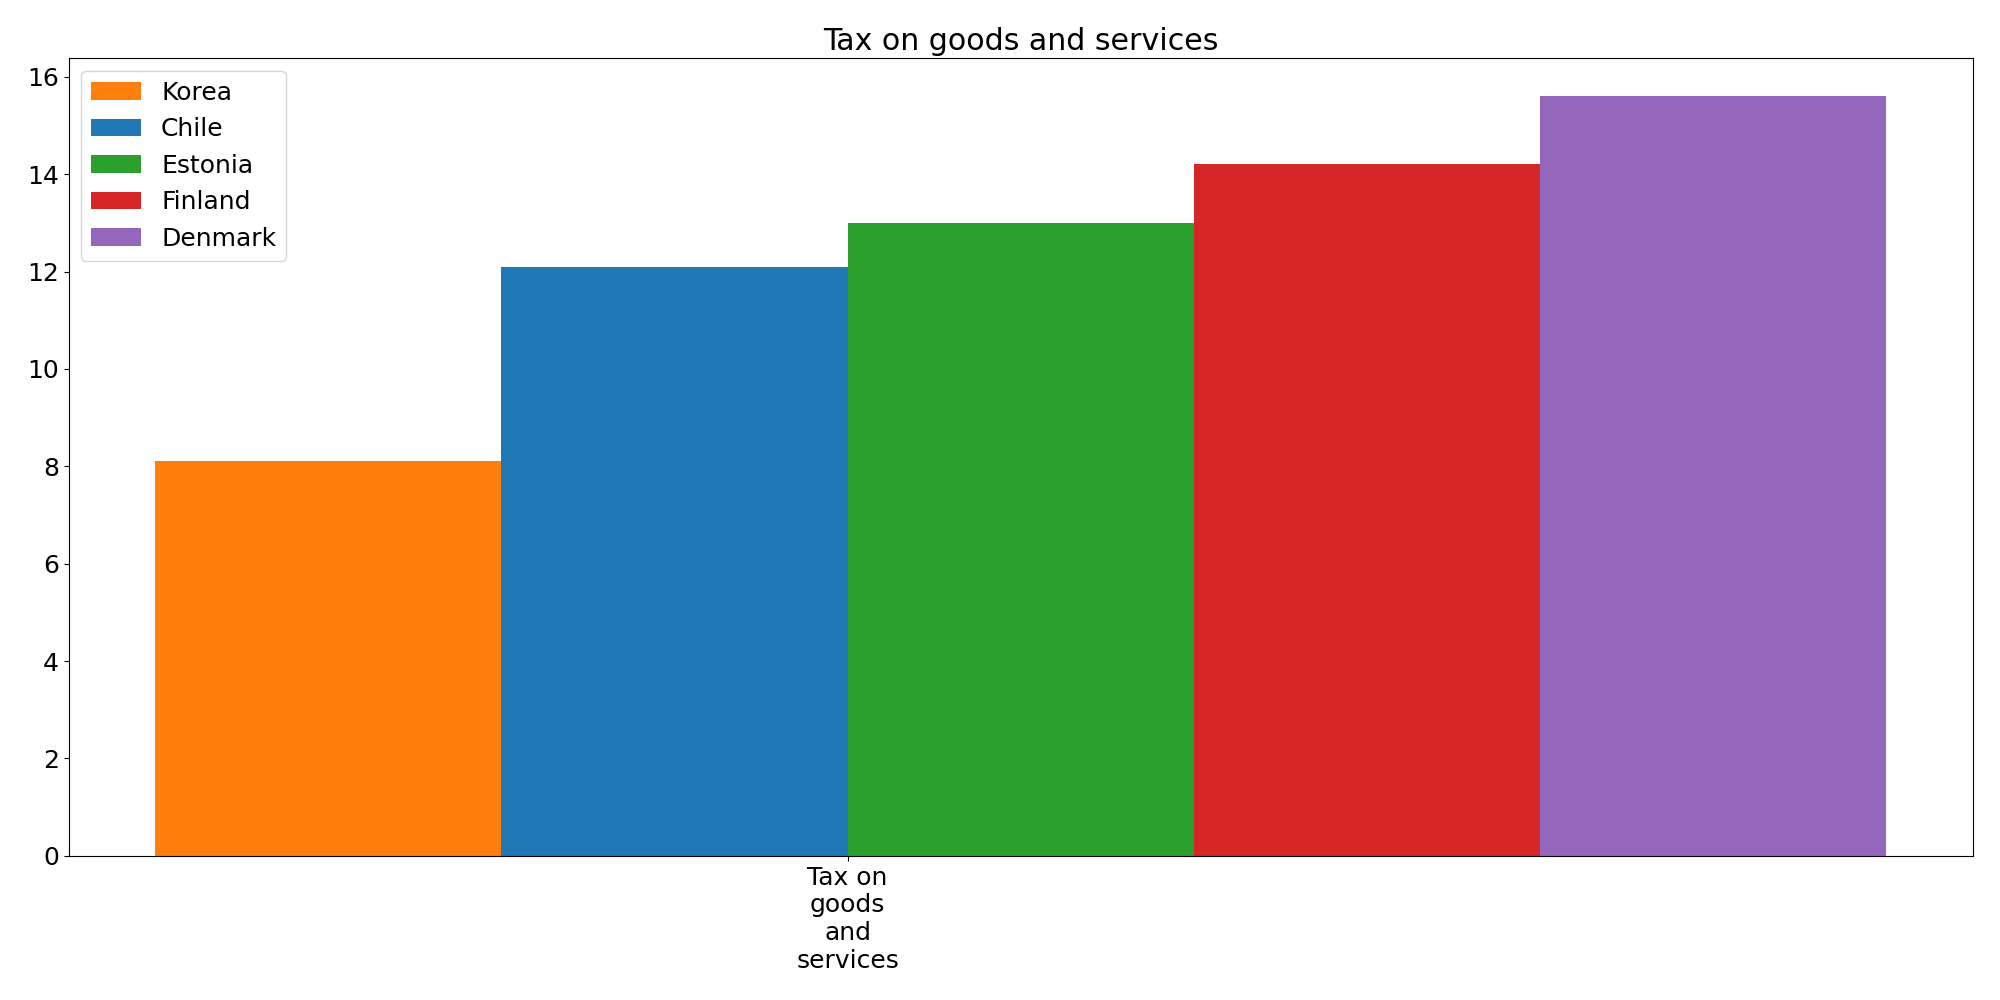 Tax on goods and services
16
14
12
10
8
6
4
2
0
Korea
Chile
Estonia
Finland
Denmark
Tax on
goods
and
services